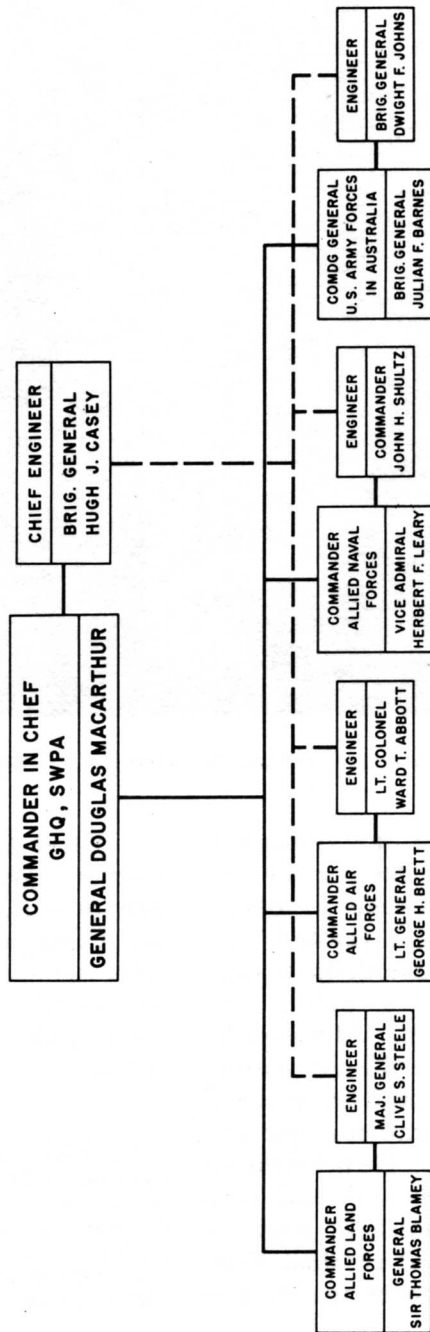 COMMANDER IN CHIEF
GHQ, SWPA
GENERAL DOUGLAS MACARTHUR
CHIEF ENGINEER
BRIG. GENERAL
HUGH J. CASEY
COMMANDER
ALLIED LAND
FORCES
GENERAL
SIR THOMAS BLAMEY
ENGINEER
MAJ. GENERAL
CLIVE S. STEELE
COMMANDER
ALLIED AIR
FORCES
LT. GENERAL
GEORGE H. BRETT
ENGINEER
LT. COLONEL
WARD T. ABBOTT
COMMANDER
ALLIED NAVAL
FORCES
VICE ADMIRAL
HERBERT F. LEARY
ENGINEER
COMMANDER
JOHN H. SHULTZ
COMDG GENERAL
U.S. ARMY FORCES
IN AUSTRALIA
BRIG. GENERAL
JULIAN F. BARNES
ENGINEER
BRIG. GENERAL
DWIGHT F. JOHNS